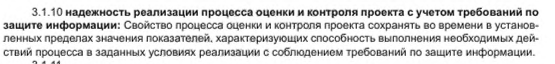 3.1.10 надежность реализации процесса оценки и контроля проекта с учетом требований по
защите информации: Свойство процесса оценки и контроля проекта сохранять во времени в установ-
ленных пределах значения показателей, характеризующих способность выполнения необходимых дей-
ствий процесса в заданных условиях реализации с соблюдением требований по защите информации.